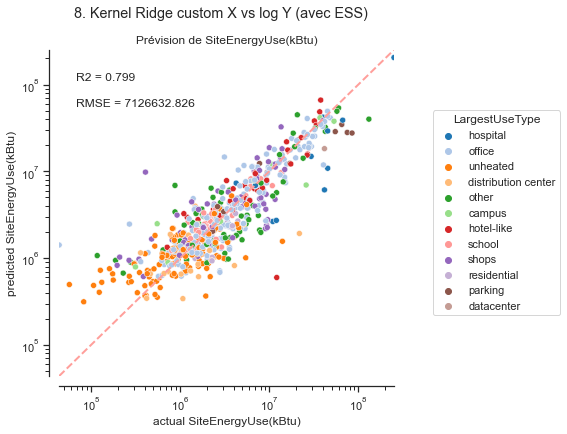 8. Kernel Ridge custom X vs log Y (avec ESS)
Prévision de SiteEnergyUse(kBtu)
R2 = 0.799
RMSE = 7126632.826
predicted SiteEnergyUse(kBtu)
10⁸
10⁷
10⁶
10⁵
10⁵ 10⁶ 10⁷ 10⁸
actual SiteEnergyUse(kBtu)
LargestUseType
hospital
office
unheated
distribution center
other
campus
hotel-like
school
shops
residential
parking
datacenter